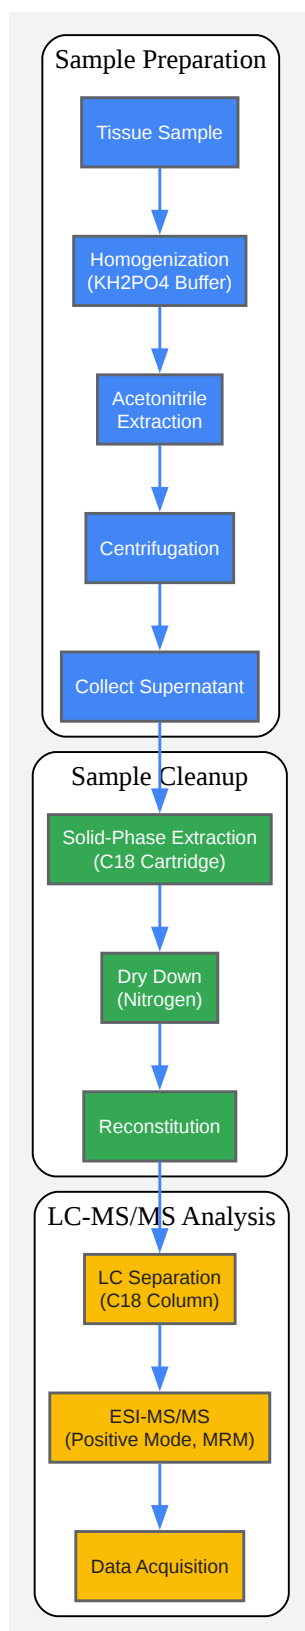 Sample Preparation
Tissue Sample
Homogenization
(KH2PO4 Buffer)
Acetonitrile
Extraction
Centrifugation
Collect Supernatant
Sample Cleanup
Solid-Phase Extraction
(C18 Cartridge)
Dry Down
(Nitrogen)
Reconstitution
LC-MS/MS Analysis
LC Separation
(C18 Column)
ESI-MS/MS
(Positive Mode, MRM)
Data Acquisition